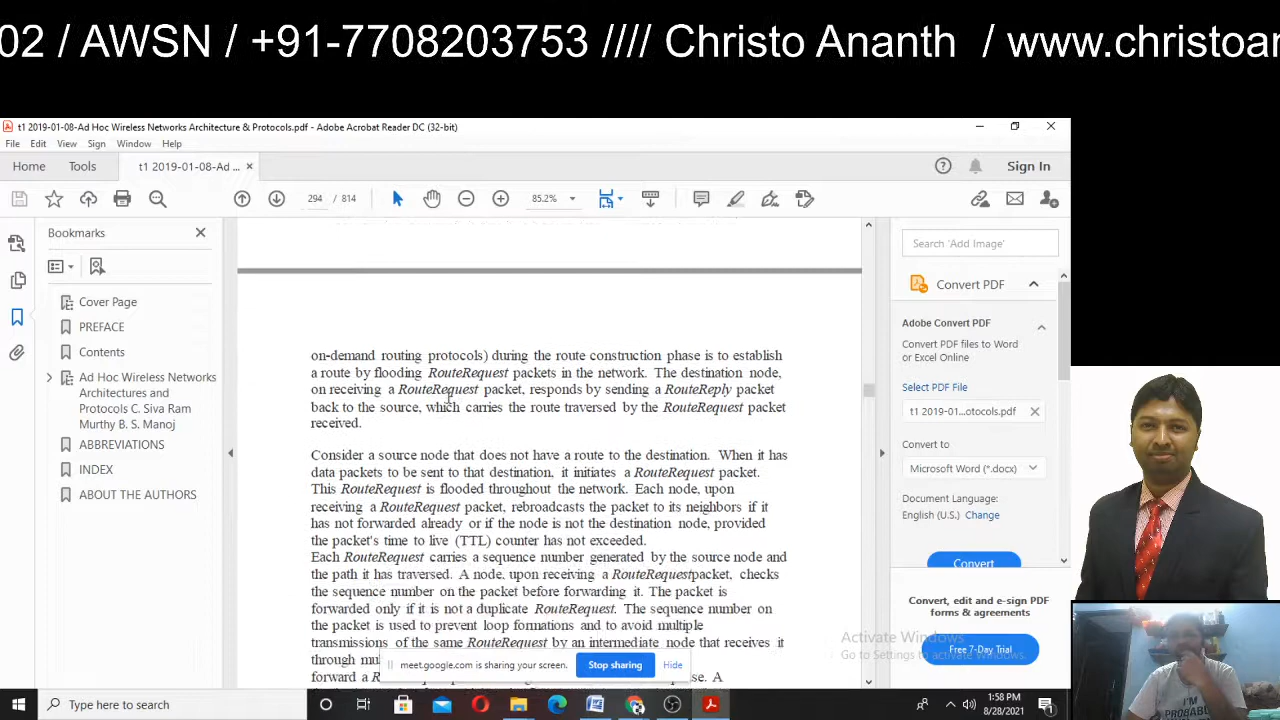 02 / AWSN / +91-7708203753 //// Christo Ananth / www.christoar
t1 2019-01-08-Ad Hoc Wireless Networks Architecture & Protocols.pdf - Adobe Acrobat Reader DC (32-bit)
File Edit View Sign Window Help
Home Tools t1 2019-01-08-Ad ... × Sign In
294 / 814 85.2%
Bookmarks
Cover Page
PREFACE
Contents
Ad Hoc Wireless Networks
Architectures and
Protocols C. Siva Ram
Murthy B. S. Manoj
ABBREVIATIONS
INDEX
ABOUT THE AUTHORS
on-demand routing protocols) during the route construction phase is to establish
a route by flooding RouteRequest packets in the network. The destination node,
on receiving a RouteRequest packet, responds by sending a RouteReply packet
back to the source, which carries the route traversed by the RouteRequest packet
received.
Consider a source node that does not have a route to the destination. When it has
data packets to be sent to that destination, it initiates a RouteRequest packet.
This RouteRequest is flooded throughout the network. Each node, upon
receiving a RouteRequest packet, rebroadcasts the packet to its neighbors if it
has not forwarded already or if the node is not the destination node, provided
the packet's time to live (TTL) counter has not exceeded.
Each RouteRequest carries a sequence number generated by the source node and
the path it has traversed. A node, upon receiving a RouteRequestpacket, checks
the sequence number on the packet before forwarding it. The packet is
forwarded only if it is not a duplicate RouteRequest. The sequence number on
the packet is used to prevent loop formations and to avoid multiple
transmissions of the same RouteRequest by an intermediate node that receives it
through mu
forward a R
se. A
meet.google.com is sharing your screen. Stop sharing Hide
Search 'Add Image'
Convert PDF
Adobe Convert PDF
Convert PDF files to Word
or Excel Online
Select PDF File
t1 2019-01...otocols.pdf
Convert to
Microsoft Word (*.docx)
Document Language:
English (U.S.) Change
Convert
Convert, edit and e-sign PDF
forms & agreements
Free 7-Day Trial
Activate Windows
Go to Settings to activate Windows.
I'M
PROBABLY
Type here to search
1:58 PM
8/28/2021